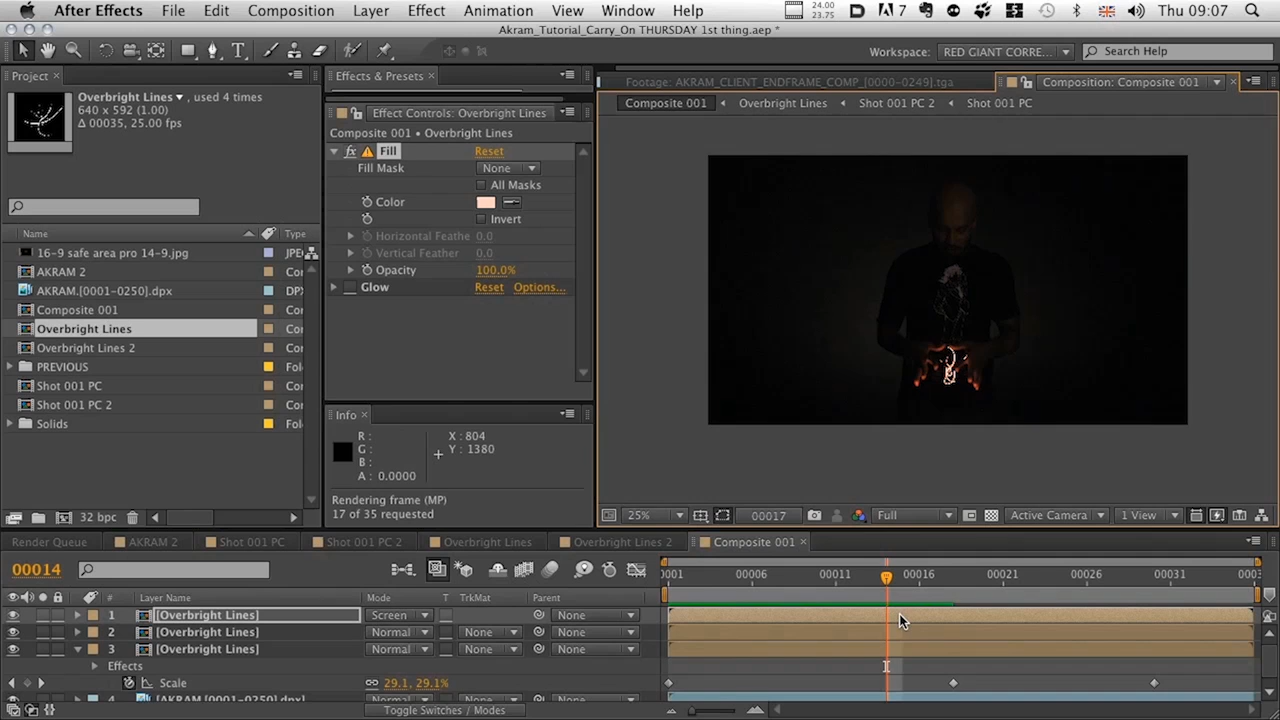 After Effects File Edit Composition Layer Effect Animation View Window Help 24.00 23.75 7 Thu 09:07
Akram_Tutorial_Carry_On THURSDAY 1st thing.aep *
Workspace: RED GIANT CORRE... Search Help
Project
Overbright Lines, used 4 times
640 x 592 (1.00)
Δ 00035, 25.00 fps
Name
16-9 safe area pro 14-9.jpg JPE
AKRAM 2 Cor
AKRAM.[0001-0250].dpx DPX
Composite 001 Cor
Overbright Lines Cor
Overbright Lines 2 Cor
PREVIOUS Fol
Shot 001 PC Cor
Shot 001 PC 2 Cor
Solids Fol
32 bpc
Effects & Presets
Effect Controls: Overbright Lines
Composite 001 • Overbright Lines
fx Fill Reset
Fill Mask None
All Masks
Color
Invert
Horizontal Feathe 0.0
Vertical Feather 0.0
Opacity 100.0%
Glow Reset Options...
Info
R : X : 804
G : Y : 1380
B :
A : 0.0000
Rendering frame (MP)
17 of 35 requested
Footage: AKRAM_CLIENT_ENDFRAME_COMP_[0000-0249].tga Composition: Composite 001
Composite 001 Overbright Lines Shot 001 PC 2 Shot 001 PC
25% 00017 Full Active Camera 1 View
Render Queue AKRAM 2 Shot 001 PC Shot 001 PC 2 Overbright Lines Overbright Lines 2 Composite 001
00014
0001 00006 00011 00016 00021 00026 00031 0003
# Layer Name Mode T TrkMat Parent
1 [Overbright Lines] Screen None
2 [Overbright Lines] Normal None None
3 [Overbright Lines] Normal None None
Effects
Scale 29.1, 29.1%
4 [AKRAM.[0001-0250].dpx] Normal None None
Toggle Switches / Modes